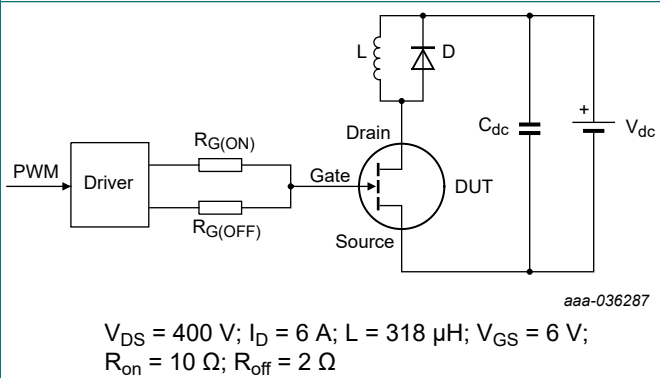 L
D
R_G(ON)
Drain
C_dc
+
V_dc
PWM
Driver
Gate
DUT
R_G(OFF)
Source
aaa-036287
V_DS = 400 V; I_D = 6 A; L = 318 µH; V_GS = 6 V;
R_on = 10 Ω; R_off = 2 Ω